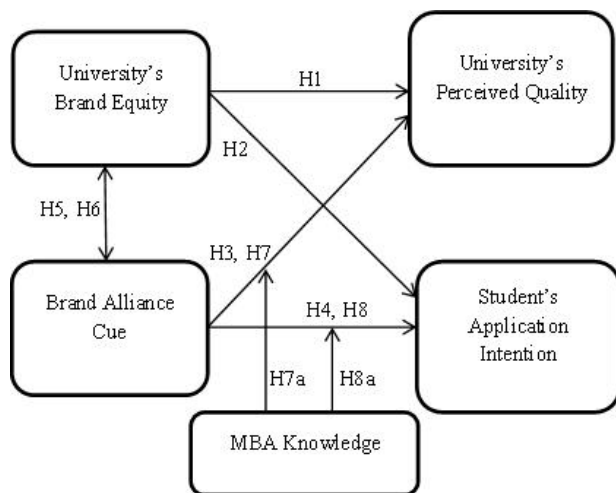 University's
Brand Equity
H1
University's
Perceived Quality
H2
H5, H6
H3, H7
Brand Alliance
Cue
H4, H8
Student's
Application
Intention
H7a
H8a
MBA Knowledge